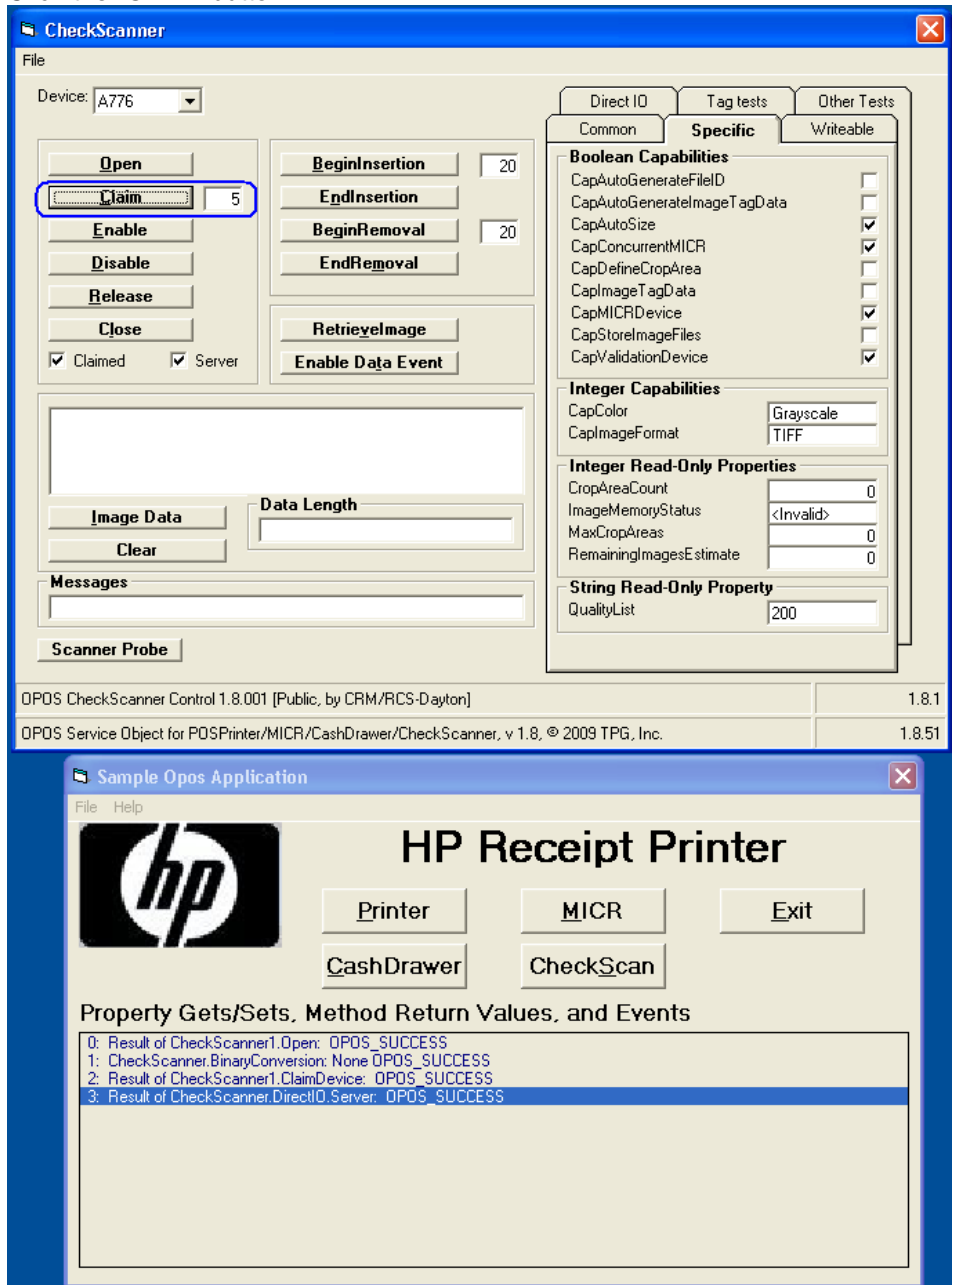 CheckScanner
File
Device: A776
Direct IO Tag tests Other Tests
Common Specific Writeable
Open
Claim 5
Enable
Disable
Release
Close
Claimed Server
BeginInsertion 20
EndInsertion
BeginRemoval 20
EndRemoval
RetrieveImage
Enable Data Event
Image Data
Clear
Data Length
Messages
Scanner Probe
Boolean Capabilities
CapAutoGenerateFileID
CapAutoGenerateImageTagData
CapAutoSize
CapConcurrentMICR
CapDefineCropArea
CapImageTagData
CapMICRDevice
CapStoreImageFiles
CapValidationDevice
Integer Capabilities
CapColor Grayscale
CapImageFormat TIFF
Integer Read-Only Properties
CropAreaCount 0
ImageMemoryStatus <Invalid>
MaxCropAreas 0
RemainingImagesEstimate 0
String Read-Only Property
QualityList 200
OPOS CheckScanner Control 1.8.001 [Public, by CRM/RCS-Dayton] 1.8.1
OPOS Service Object for POSPrinter/MICR/CashDrawer/CheckScanner, v 1.8, © 2009 TPG, Inc. 1.8.51
Sample Opos Application
File Help
hp
HP Receipt Printer
Printer MICR Exit
CashDrawer CheckScan
Property Gets/Sets, Method Return Values, and Events
0: Result of CheckScanner1.Open: OPOS_SUCCESS
1: CheckScanner.BinaryConversion: None OPOS_SUCCESS
2: Result of CheckScanner1.ClaimDevice: OPOS_SUCCESS
3: Result of CheckScanner.DirectIO.Server: OPOS_SUCCESS